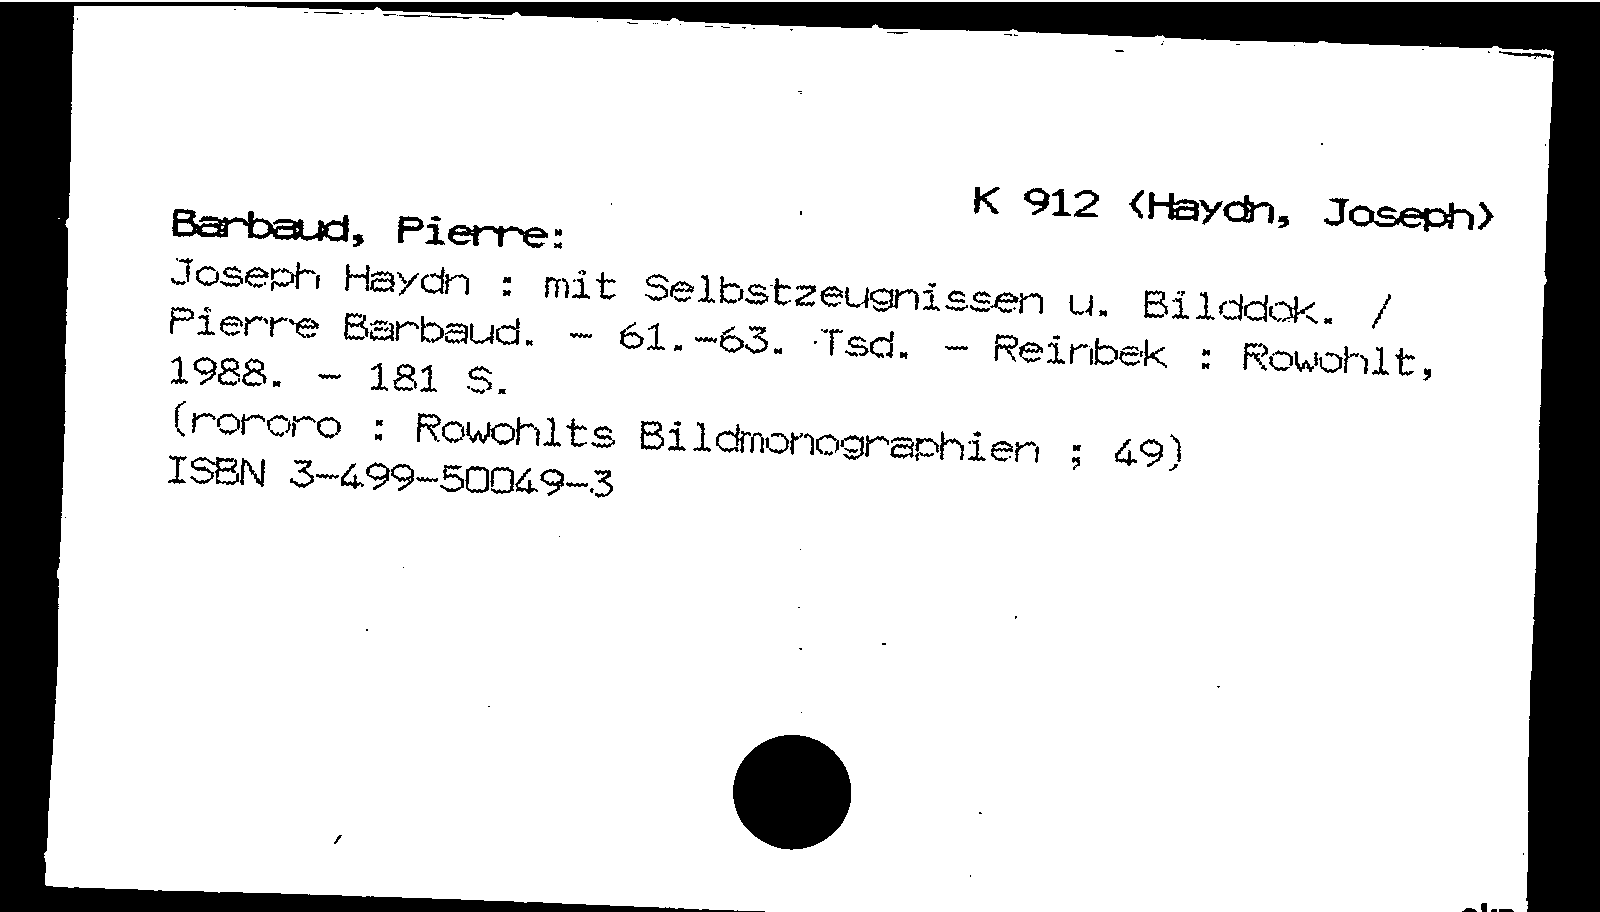 K 912 (Haydn, Joseph)
Barbaud, Pierre:
Joseph Haydn : mit Selbstzeugnissen u. Bilddok. /
Pierre Barbaud. - 61.-63. Tsd. - Reinbek : Rowohlt,
1988. - 181 S.
(rororo : Rowohlts Bildmonographien ; 49)
ISBN 3-499-50049-3